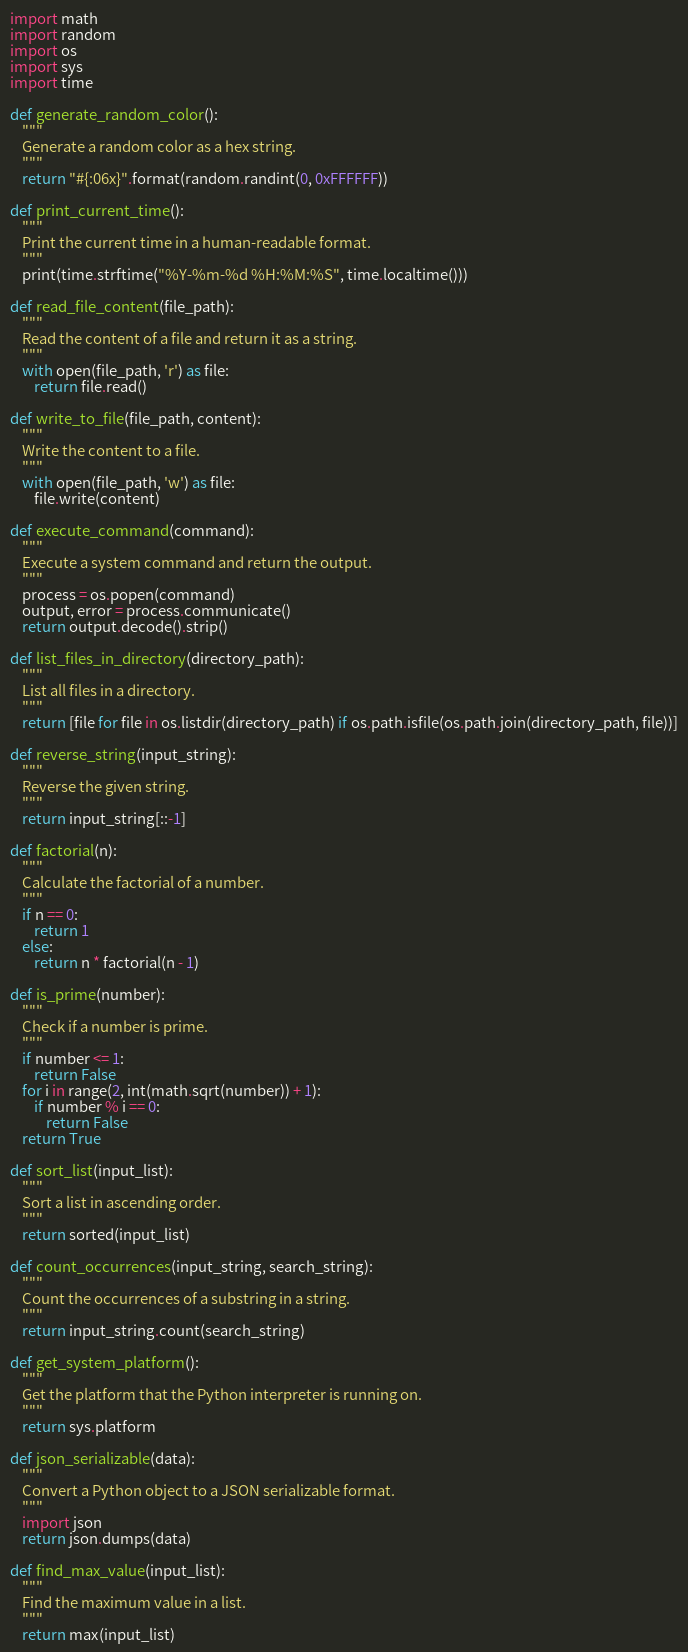 import math
import random
import os
import sys
import time

def generate_random_color():
    """
    Generate a random color as a hex string.
    """
    return "#{:06x}".format(random.randint(0, 0xFFFFFF))

def print_current_time():
    """
    Print the current time in a human-readable format.
    """
    print(time.strftime("%Y-%m-%d %H:%M:%S", time.localtime()))

def read_file_content(file_path):
    """
    Read the content of a file and return it as a string.
    """
    with open(file_path, 'r') as file:
        return file.read()

def write_to_file(file_path, content):
    """
    Write the content to a file.
    """
    with open(file_path, 'w') as file:
        file.write(content)

def execute_command(command):
    """
    Execute a system command and return the output.
    """
    process = os.popen(command)
    output, error = process.communicate()
    return output.decode().strip()

def list_files_in_directory(directory_path):
    """
    List all files in a directory.
    """
    return [file for file in os.listdir(directory_path) if os.path.isfile(os.path.join(directory_path, file))]

def reverse_string(input_string):
    """
    Reverse the given string.
    """
    return input_string[::-1]

def factorial(n):
    """
    Calculate the factorial of a number.
    """
    if n == 0:
        return 1
    else:
        return n * factorial(n - 1)

def is_prime(number):
    """
    Check if a number is prime.
    """
    if number <= 1:
        return False
    for i in range(2, int(math.sqrt(number)) + 1):
        if number % i == 0:
            return False
    return True

def sort_list(input_list):
    """
    Sort a list in ascending order.
    """
    return sorted(input_list)

def count_occurrences(input_string, search_string):
    """
    Count the occurrences of a substring in a string.
    """
    return input_string.count(search_string)

def get_system_platform():
    """
    Get the platform that the Python interpreter is running on.
    """
    return sys.platform

def json_serializable(data):
    """
    Convert a Python object to a JSON serializable format.
    """
    import json
    return json.dumps(data)

def find_max_value(input_list):
    """
    Find the maximum value in a list.
    """
    return max(input_list)